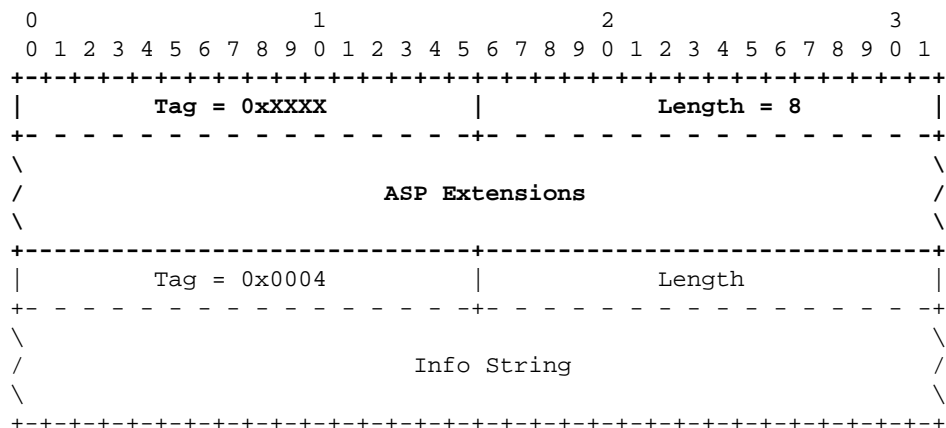 0                   1                   2                   3
 0 1 2 3 4 5 6 7 8 9 0 1 2 3 4 5 6 7 8 9 0 1 2 3 4 5 6 7 8 9 0 1
+-+-+-+-+-+-+-+-+-+-+-+-+-+-+-+-+-+-+-+-+-+-+-+-+-+-+-+-+-+-+-+-+
|         Tag = 0xXXXX          |            Length = 8         |
+- - - - - - - - - - - - - - - -+- - - - - - - - - - - - - - - -+
\                                                               \
/                         ASP Extensions                        /
\                                                               \
+-------------------------------+-------------------------------+
|         Tag = 0x0004          |            Length             |
+- - - - - - - - - - - - - - - -+- - - - - - - - - - - - - - - -+
\                                                               \
/                           Info String                         /
\                                                               \
+-+-+-+-+-+-+-+-+-+-+-+-+-+-+-+-+-+-+-+-+-+-+-+-+-+-+-+-+-+-+-+-+